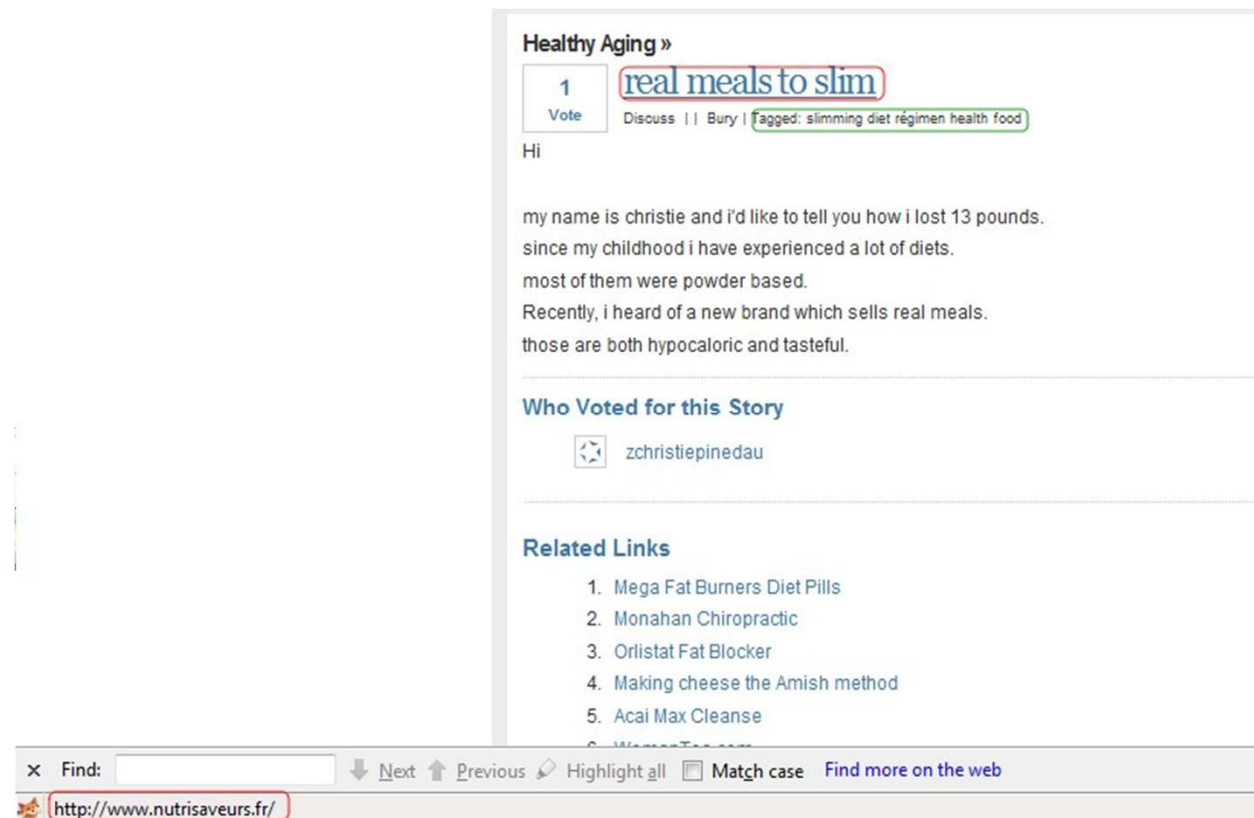 Healthy Aging »
1
Vote
real meals to slim
Discuss || Bury | Tagged: slimming diet régimen health food
Hi
my name is christie and i'd like to tell you how i lost 13 pounds.
since my childhood i have experienced a lot of diets.
most of them were powder based.
Recently, i heard of a new brand which sells real meals.
those are both hypocaloric and tasteful.
Who Voted for this Story
zchristiepinedau
Related Links
1. Mega Fat Burners Diet Pills
2. Monahan Chiropractic
3. Orlistat Fat Blocker
4. Making cheese the Amish method
5. Acai Max Cleanse
x Find: Next Previous Highlight all Match case Find more on the web
http://www.nutrisaveurs.fr/